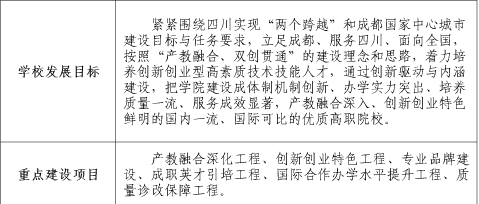 学校发展目标
紧紧围绕四川实现“两个跨越”和成都国家中心城市
建设目标与任务要求，立足成都、服务四川、面向全国，
按照“产教融合、双创贯通”的建设理念和思路，着力培
养创新创业型高素质技术技能人才，通过创新驱动与内涵
建设，把学院建设成体制机制创新、办学实力突出、培养
质量一流、服务成效显著，产教融合深入、创新创业特色
鲜明的国内一流、国际可比的优质高职院校。
重点建设项目
产教融合深化工程、创新创业特色工程、专业品牌建
设、成职英才引培工程、国际合作办学水平提升工程、质
量诊改保障工程。